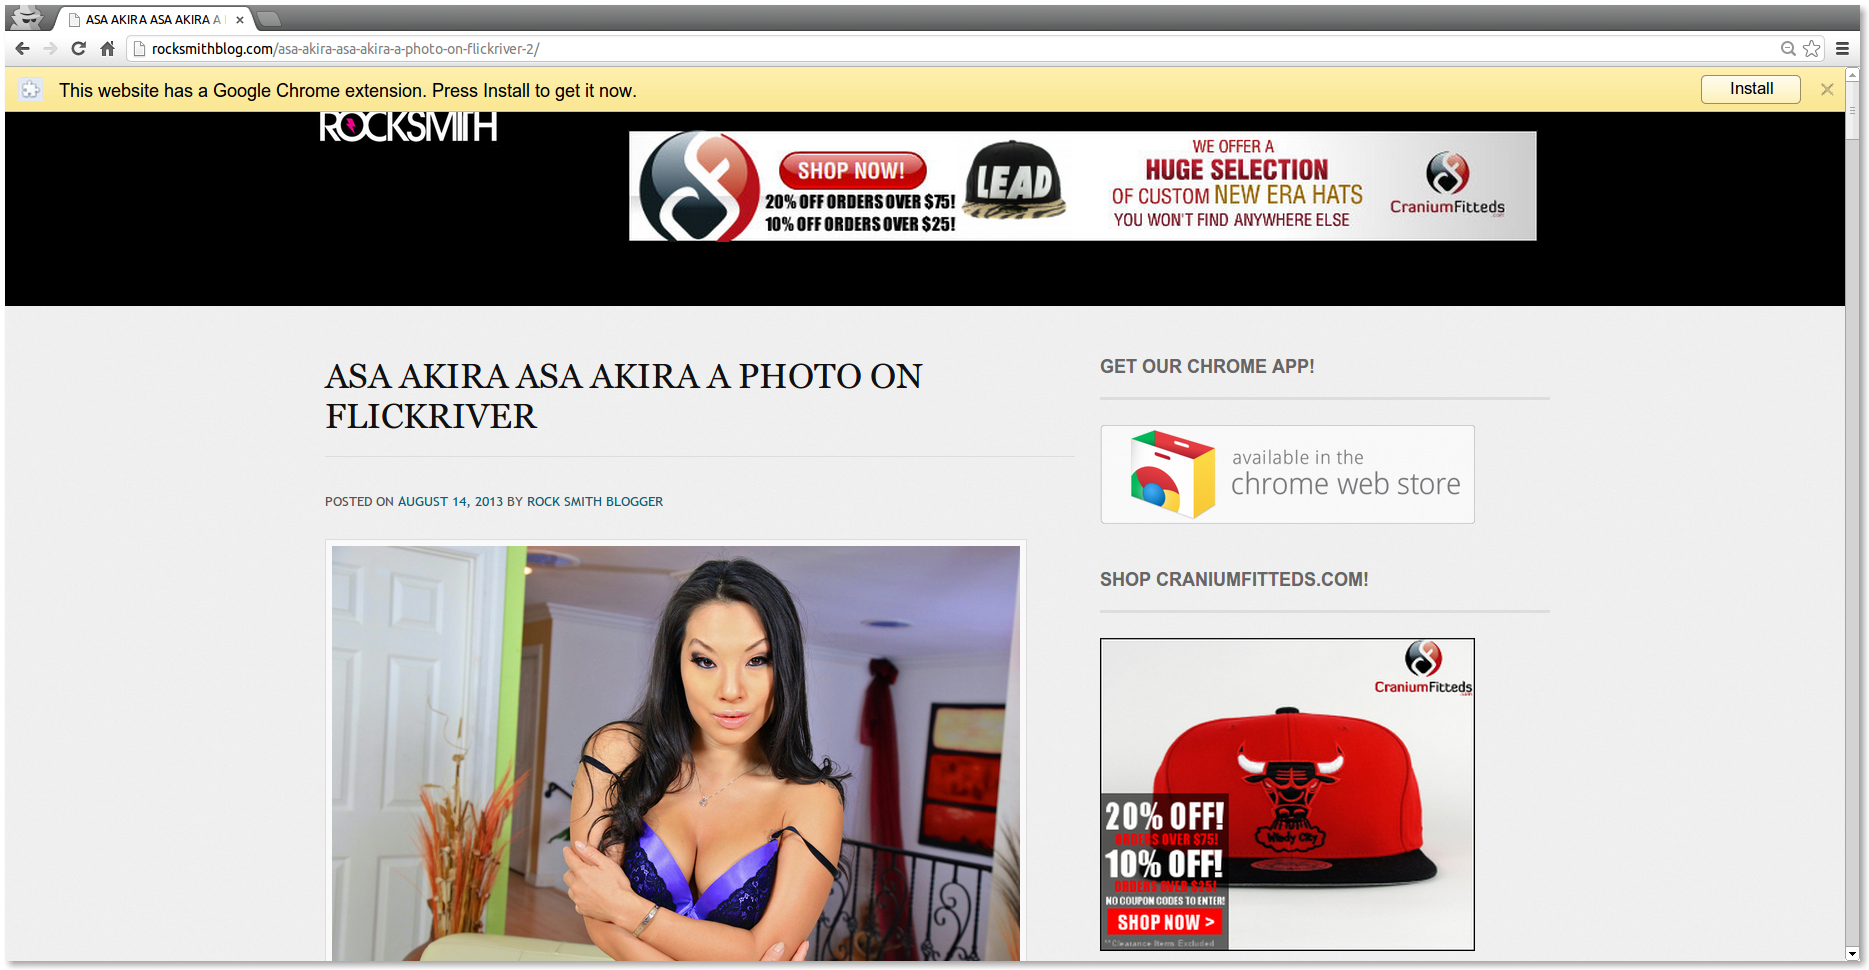 ASA AKIRA ASA AKIRA A
rocksmithblog.com/asa-akira-asa-akira-a-photo-on-flickriver-2/
This website has a Google Chrome extension. Press Install to get it now.
Install
ROCKSMITH
SHOP NOW!
20% OFF ORDERS OVER $75!
10% OFF ORDERS OVER $25!
LEAD
WE OFFER A
HUGE SELECTION
OF CUSTOM NEW ERA HATS
YOU WON'T FIND ANYWHERE ELSE
CraniumFitteds
.com
ASA AKIRA ASA AKIRA A PHOTO ON
FLICKRIVER
POSTED ON AUGUST 14, 2013 BY ROCK SMITH BLOGGER
GET OUR CHROME APP!
available in the
chrome web store
SHOP CRANIUMFITTEDS.COM!
CraniumFitteds
.com
Windy City
20% OFF!
ORDERS OVER $75!
10% OFF!
ORDERS OVER $25!
NO COUPON CODES TO ENTER!
SHOP NOW >
**Clearance Items Excluded